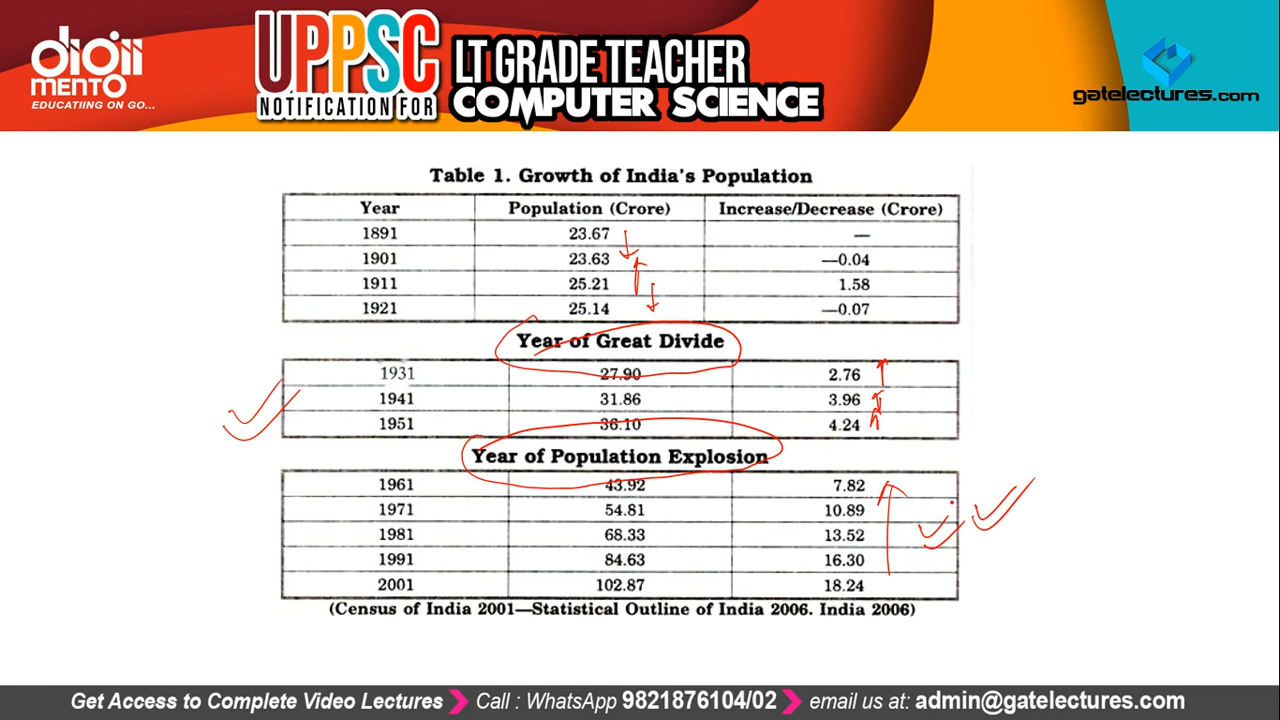 dioii
MENTO
EDUCATIING ON GO...
UPPSC
NOTIFICATION FOR
LT GRADE TEACHER
COMPUTER SCIENCE
gatelectures.com
Table 1. Growth of India's Population
Year Population (Crore) Increase/Decrease (Crore)
1891 23.67 —
1901 23.63 —0.04
1911 25.21 1.58
1921 25.14 —0.07
Year of Great Divide
1931 27.90 2.76
1941 31.86 3.96
1951 36.10 4.24
Year of Population Explosion
1961 43.92 7.82
1971 54.81 10.89
1981 68.33 13.52
1991 84.63 16.30
2001 102.87 18.24
(Census of India 2001—Statistical Outline of India 2006. India 2006)
Get Access to Complete Video Lectures Call : WhatsApp 9821876104/02 email us at: admin@gatelectures.com